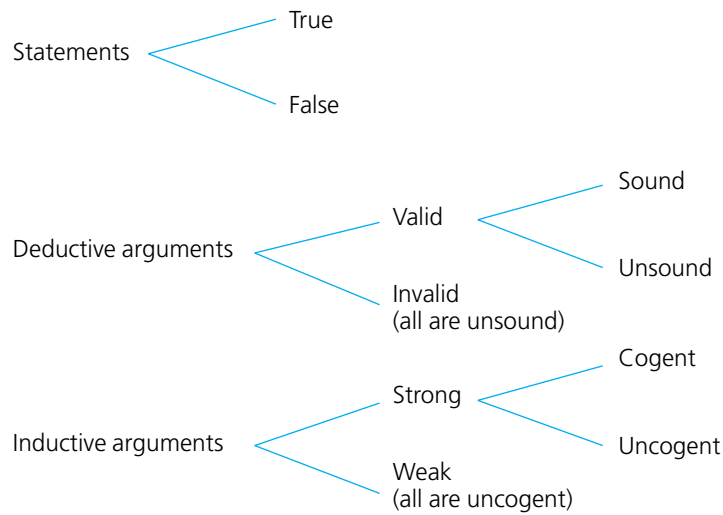 True
Statements
False
Sound
Valid
Deductive arguments
Unsound
Invalid
(all are unsound)
Cogent
Strong
Inductive arguments
Uncogent
Weak
(all are uncogent)